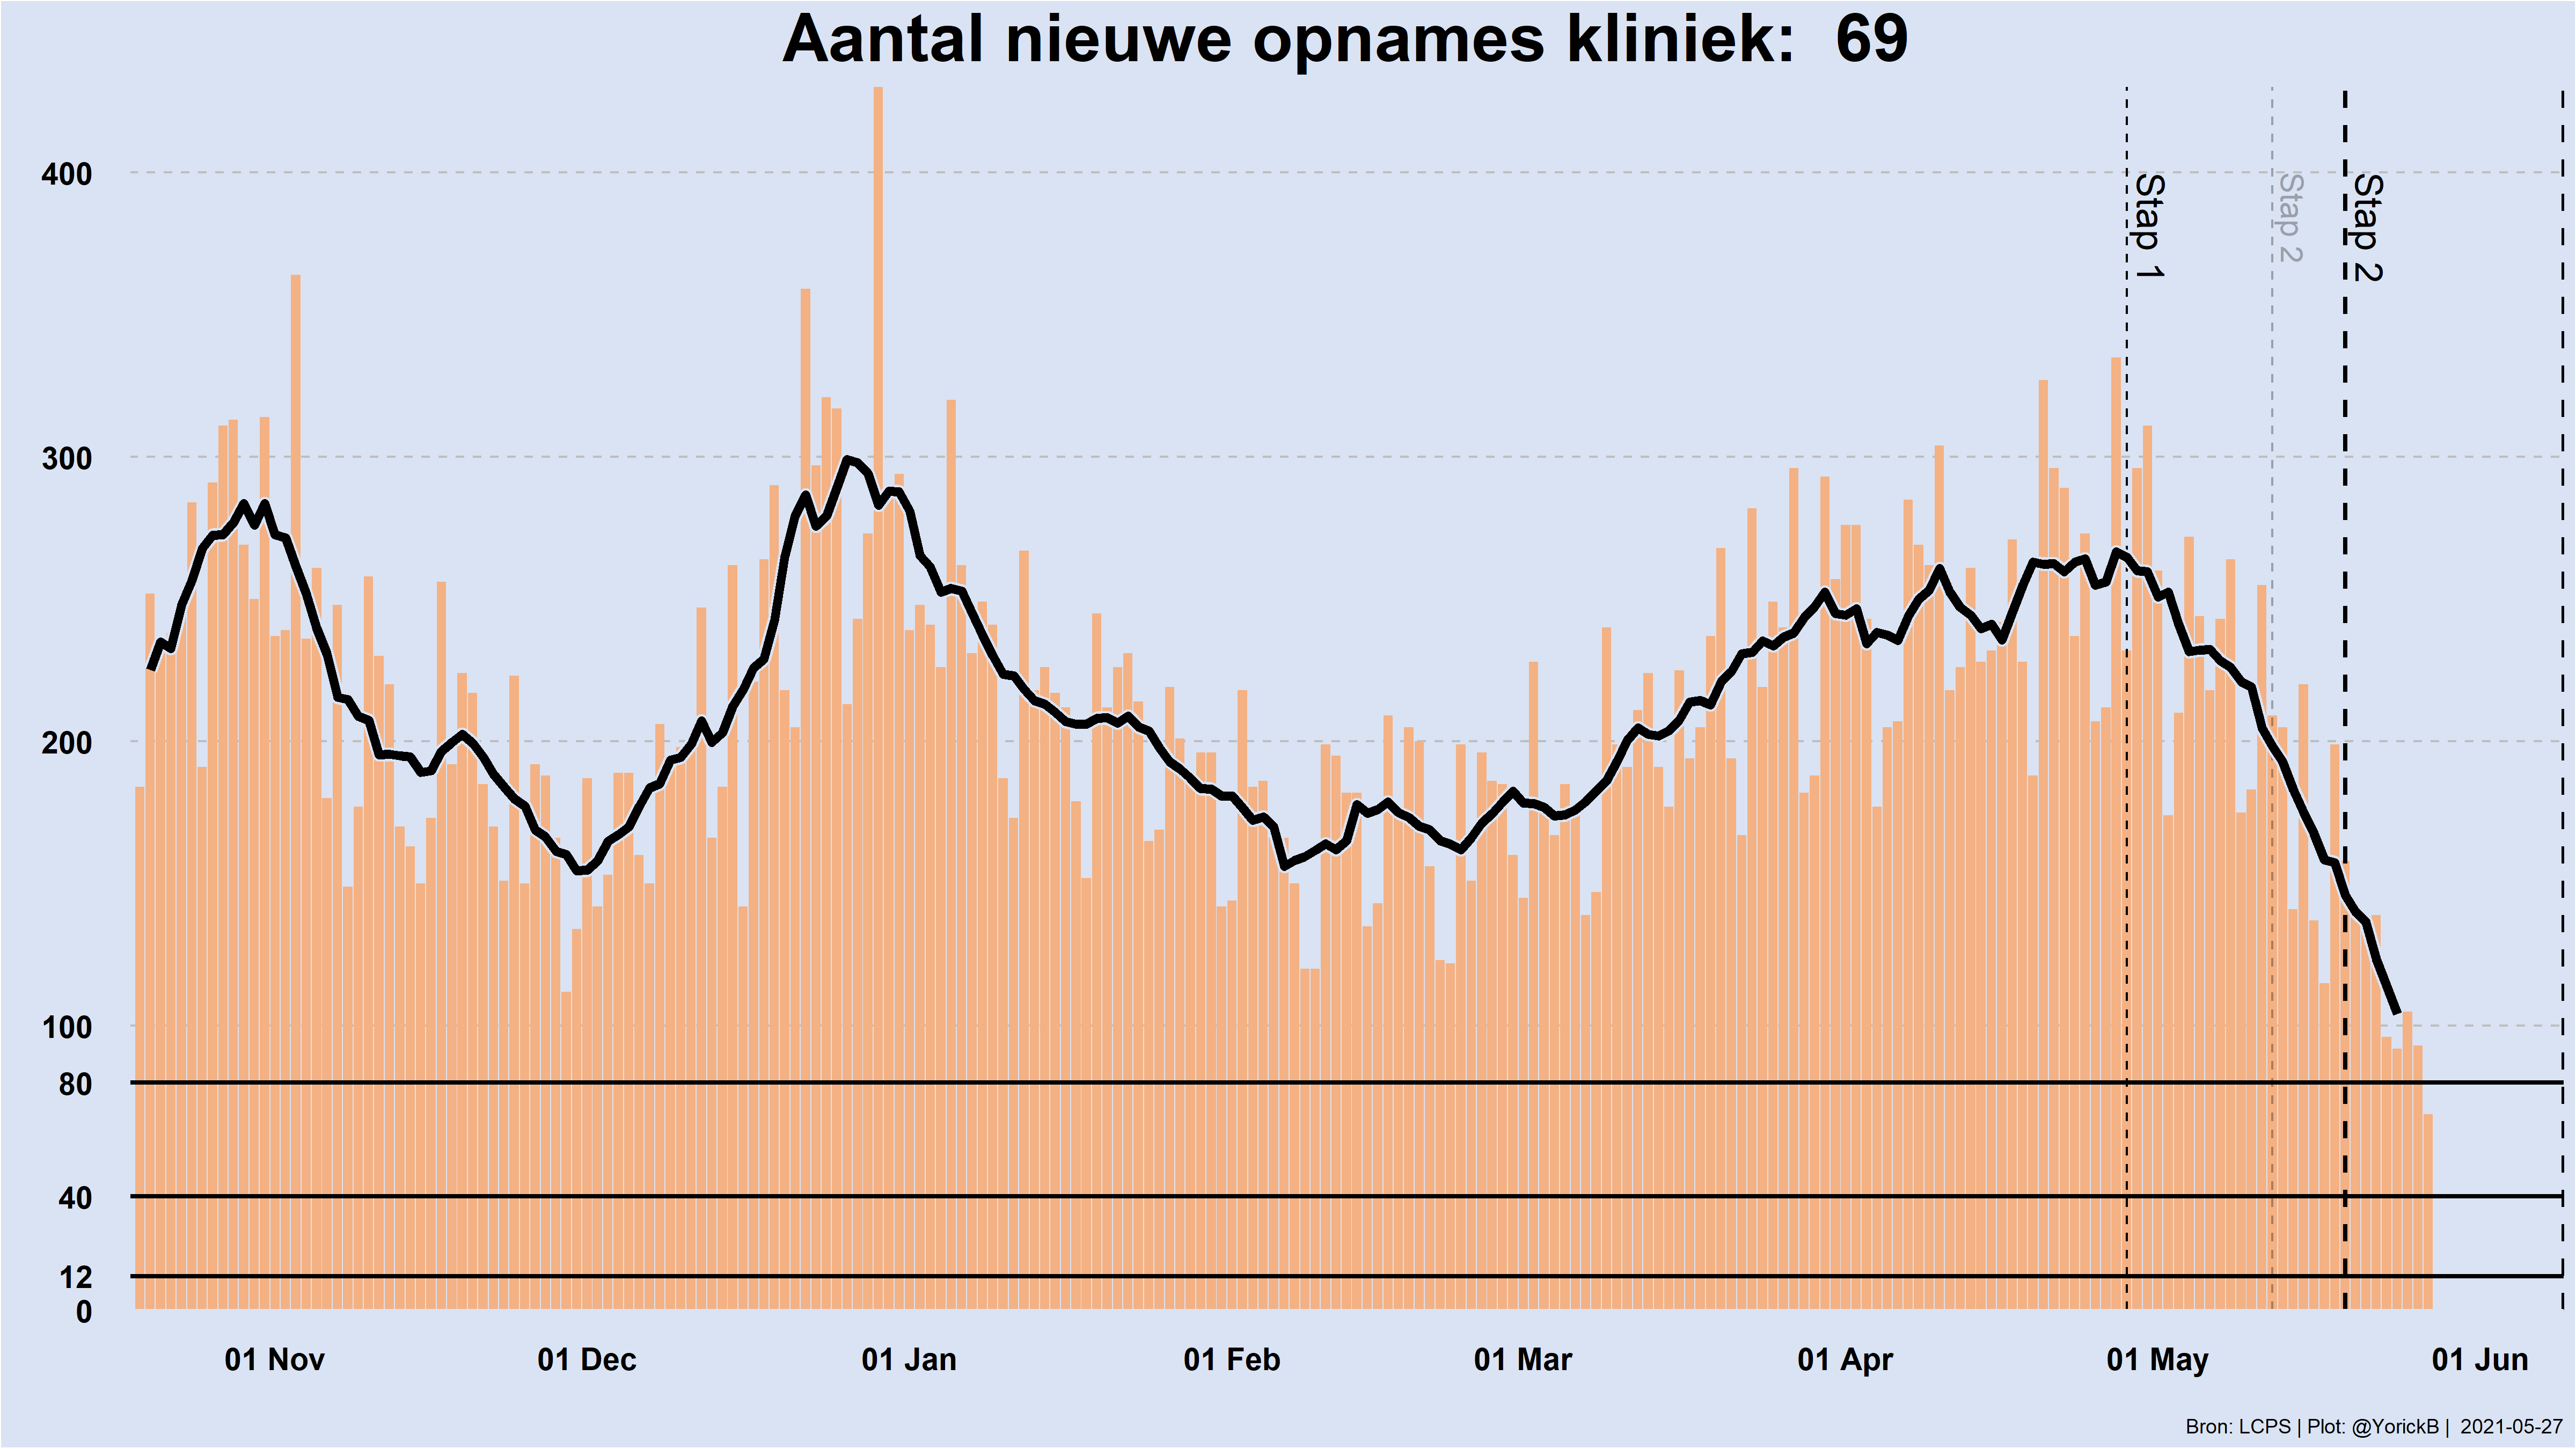 Aantal nieuwe opnames kliniek:  69
400
300
200
100
80
40
12
0
Stap 1
Stap 2
Stap 2
01 Nov
01 Dec
01 Jan
01 Feb
01 Mar
01 Apr
01 May
01 Jun
Bron: LCPS | Plot: @YorickB |  2021-05-27